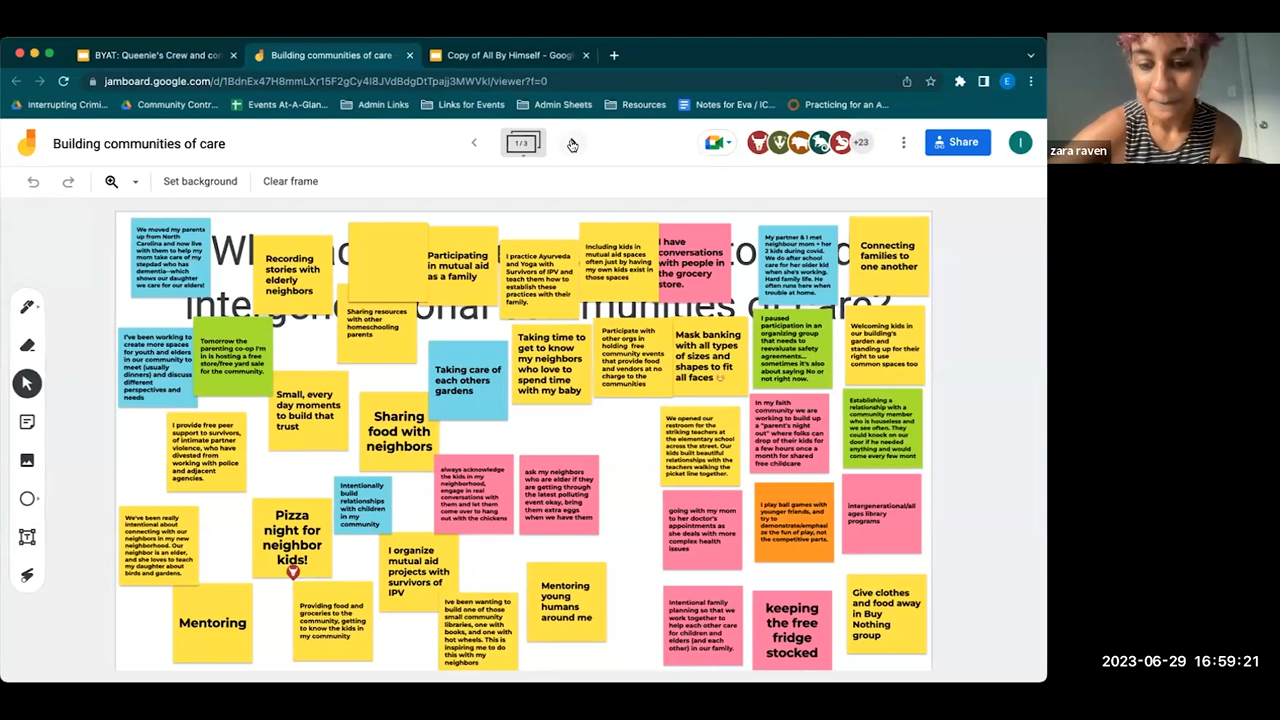 BYAT: Queenie's Crew and co
Building communities of care
Copy of All By Himself - Googl
jamboard.google.com/d/1BdnEx47H8mmLXr15F2gCy4I8JVdBdgDtTpajj3MWVkI/viewer?f=0
Interrupting Crimi...
Community Contr...
Events At-A-Glan...
Admin Links
Links for Events
Admin Sheets
Resources
Notes for Eva / IC...
Practicing for an A...
zara raven
Building communities of care
1 / 3
+23
Share
Set background
Clear frame
We moved my parents
up from North
Carolina and now live
with them to help my
mom take care of my
stepdad who has
dementia--which
shows our daughter
we care for our elders!
Recording
stories with
elderly
neighbors
Participating
in mutual aid
as a family
I practice Ayurveda
and Yoga with
Survivors of IPV and
teach them how to
establish these
practices with their
family.
Including kids in
mutual aid spaces
often just by having
my own kids exist in
those spaces
I have
conversations
with people in
the grocery
store.
My partner & I met
neighbour mom + her
2 kids during covid.
We do after school
care for her older
kid when she's working.
Hard family life. He
often runs here when
trouble at home.
Connecting
families to
one another
I've been working to
create more spaces
for youth and elders
in our community to
meet (usually
dinners) and discuss
different
perspectives and
needs
Tomorrow the
parenting co-op I'm
in is hosting a free
store/free yard sale
for the community.
Sharing resources
with other
homeschooling
parents
Small, every
day moments
to build that
trust
Taking care of
each others
gardens
Taking time to
get to know
my neighbors
who love to
spend time
with my baby
Participate with
other orgs in
holding free
community events
that provide food
and vendors at no
charge to the
communities
Mask banking
with all types
of sizes and
shapes to fit
all faces
I paused
participation in an
organizing group
that needs to
reevaluate safety
agreements...
sometimes it's also
about saying No or
not right now.
Welcoming kids in
our building's
garden and
standing up for their
right to use
common spaces too
I provide free peer
support to survivors,
of intimate partner
violence, who have
divested from
working with police
and adjacent
agencies.
Sharing
food with
neighbors
We opened our
restroom for the
striking teachers at
the elementary school
across the street. Our
kids built beautiful
relationships with the
teachers walking the
picket line together.
In my faith
community we are
working to build up
a "parent's night
out" where folks can
drop of their kids for
a few hours once a
month for shared
free childcare
Establishing a
relationship with a
community member
who is houseless and
we see often. They
could knock on our
door if he needed
anything and would
come every few mont
always acknowledge
the kids in my
neighborhood,
engage in real
conversations with
them and let them
come over to hang
out with the chickens
ask my neighbors
who are elder if they
are getting through
the latest polluting
event okay, bring
them extra eggs
when we have them
Intentionally
build
relationships
with children
in my
community
We've been really
intentional about
connecting with our
neighbors in my new
neighborhood. Our
neighbor is an elder,
and she loves to teach
my daughter about
birds and gardens.
Pizza
night for
neighbor
kids!
going with my mom
to her doctor's
appointments as
she deals with more
complex health
issues
I play ball games with
younger friends, and
try to
demonstrate/emphasi
ze the fun of play, not
the competitive parts.
intergenerational/all
ages library
programs
I organize
mutual aid
projects with
survivors of
IPV
Mentoring
Providing food and
groceries to the
community, getting
to know the kids in
my community
Ive been wanting to
build one of those
small community
libraries, one with
books, and one with
hot wheels. This is
inspiring me to do
this with my
neighbors
Mentoring
young
humans
around me
Intentional family
planning so that we
work together to
help each other care
for children and
elders (and each
other) in our family.
keeping
the free
fridge
stocked
Give clothes
and food away
in Buy
Nothing
group
2023-06-29 16:59:21